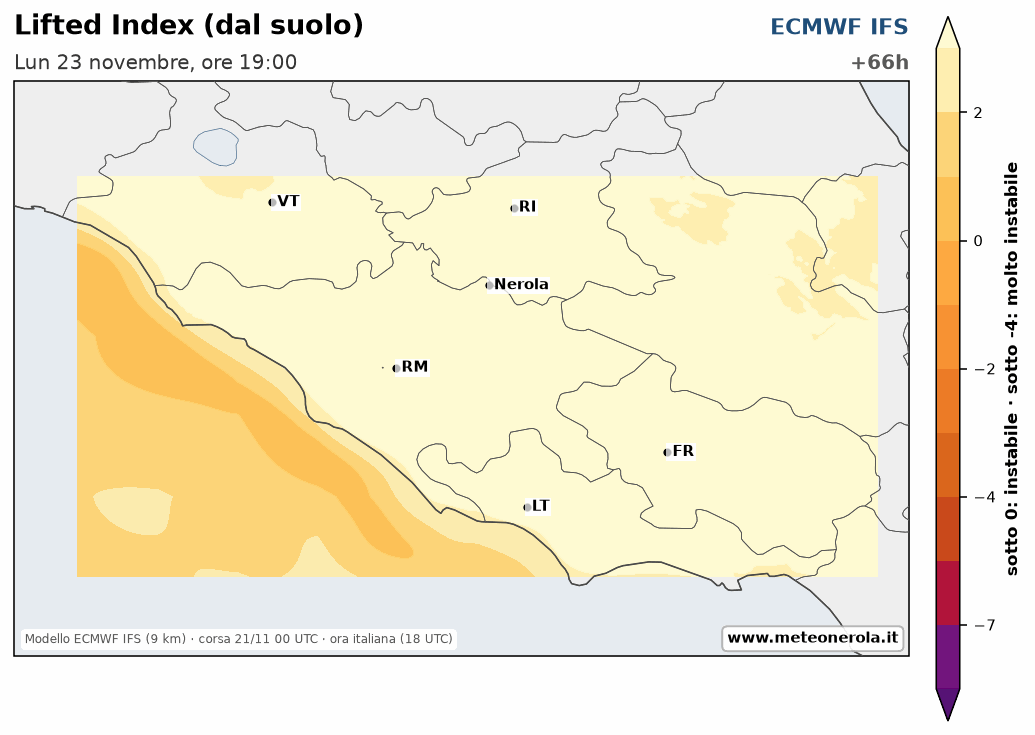 Lifted Index (dal suolo)
ECMWF IFS
Lun 23 novembre, ore 19:00
+66h
VT
RI
Nerola
RM
FR
LT
2
0
−2
−4
−7
sotto 0: instabile · sotto -4: molto instabile
Modello ECMWF IFS (9 km) · corsa 21/11 00 UTC · ora italiana (18 UTC)
www.meteonerola.it